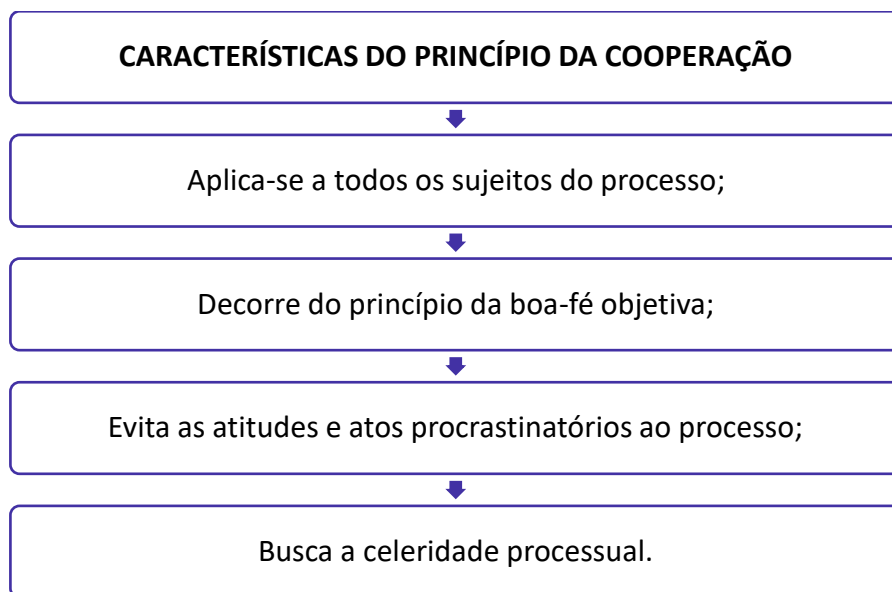 CARACTERÍSTICAS DO PRINCÍPIO DA COOPERAÇÃO
Aplica-se a todos os sujeitos do processo;
Decorre do princípio da boa-fé objetiva;
Evita as atitudes e atos procrastinatórios ao processo;
Busca a celeridade processual.